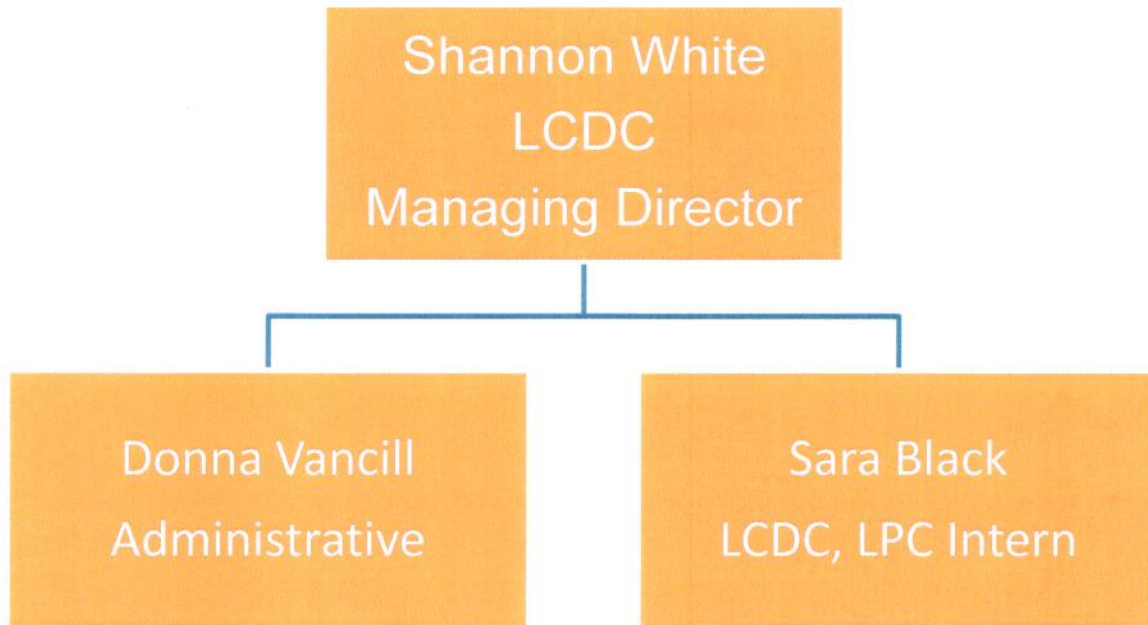 Shannon White
LCDC
Managing Director
Donna Vancill
Administrative
Sara Black
LCDC, LPC Intern